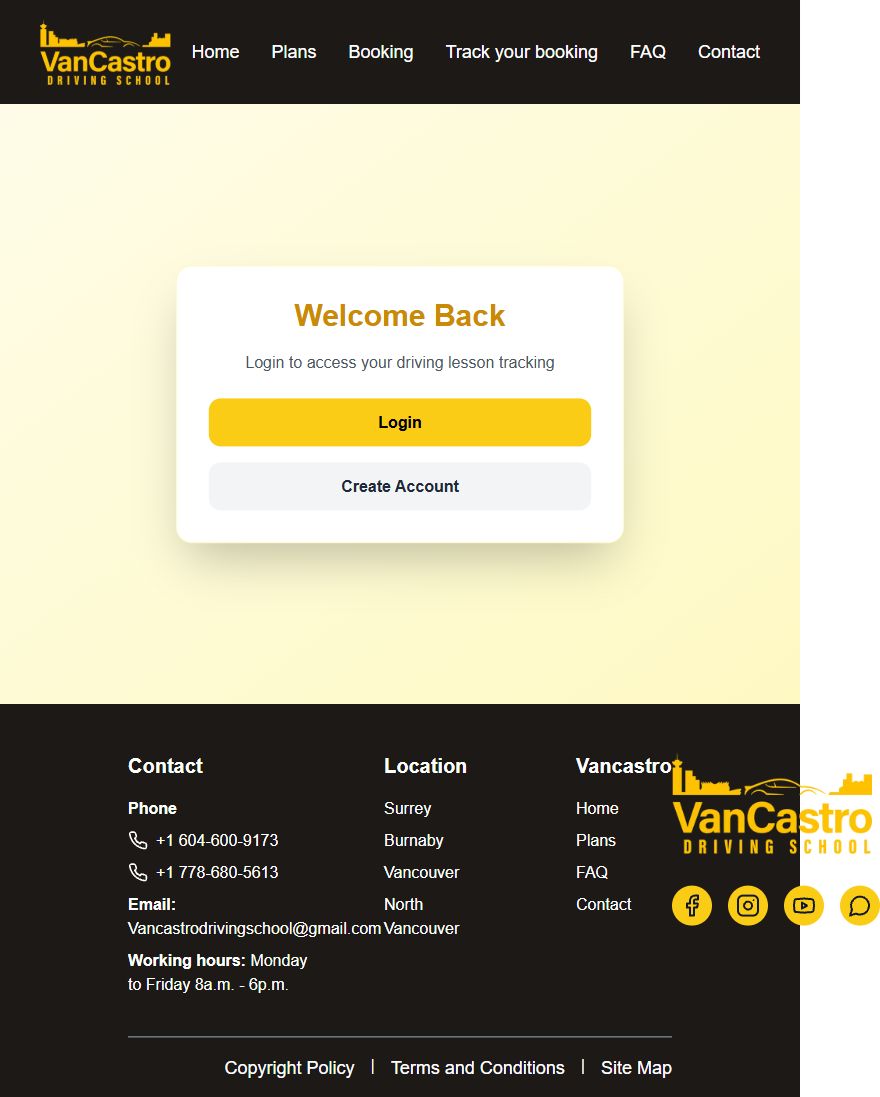 VanCastro
DRIVING SCHOOL
Home Plans Booking Track your booking FAQ Contact
Welcome Back
Login to access your driving lesson tracking
Login
Create Account
Contact
Phone
+1 604-600-9173
+1 778-680-5613
Email:
Vancastrodrivingschool@gmail.com
Working hours: Monday
to Friday 8a.m. - 6p.m.
Location
Surrey
Burnaby
Vancouver
North
Vancouver
Vancastro
Home
Plans
FAQ
Contact
VanCastro
DRIVING SCHOOL
Copyright Policy | Terms and Conditions | Site Map